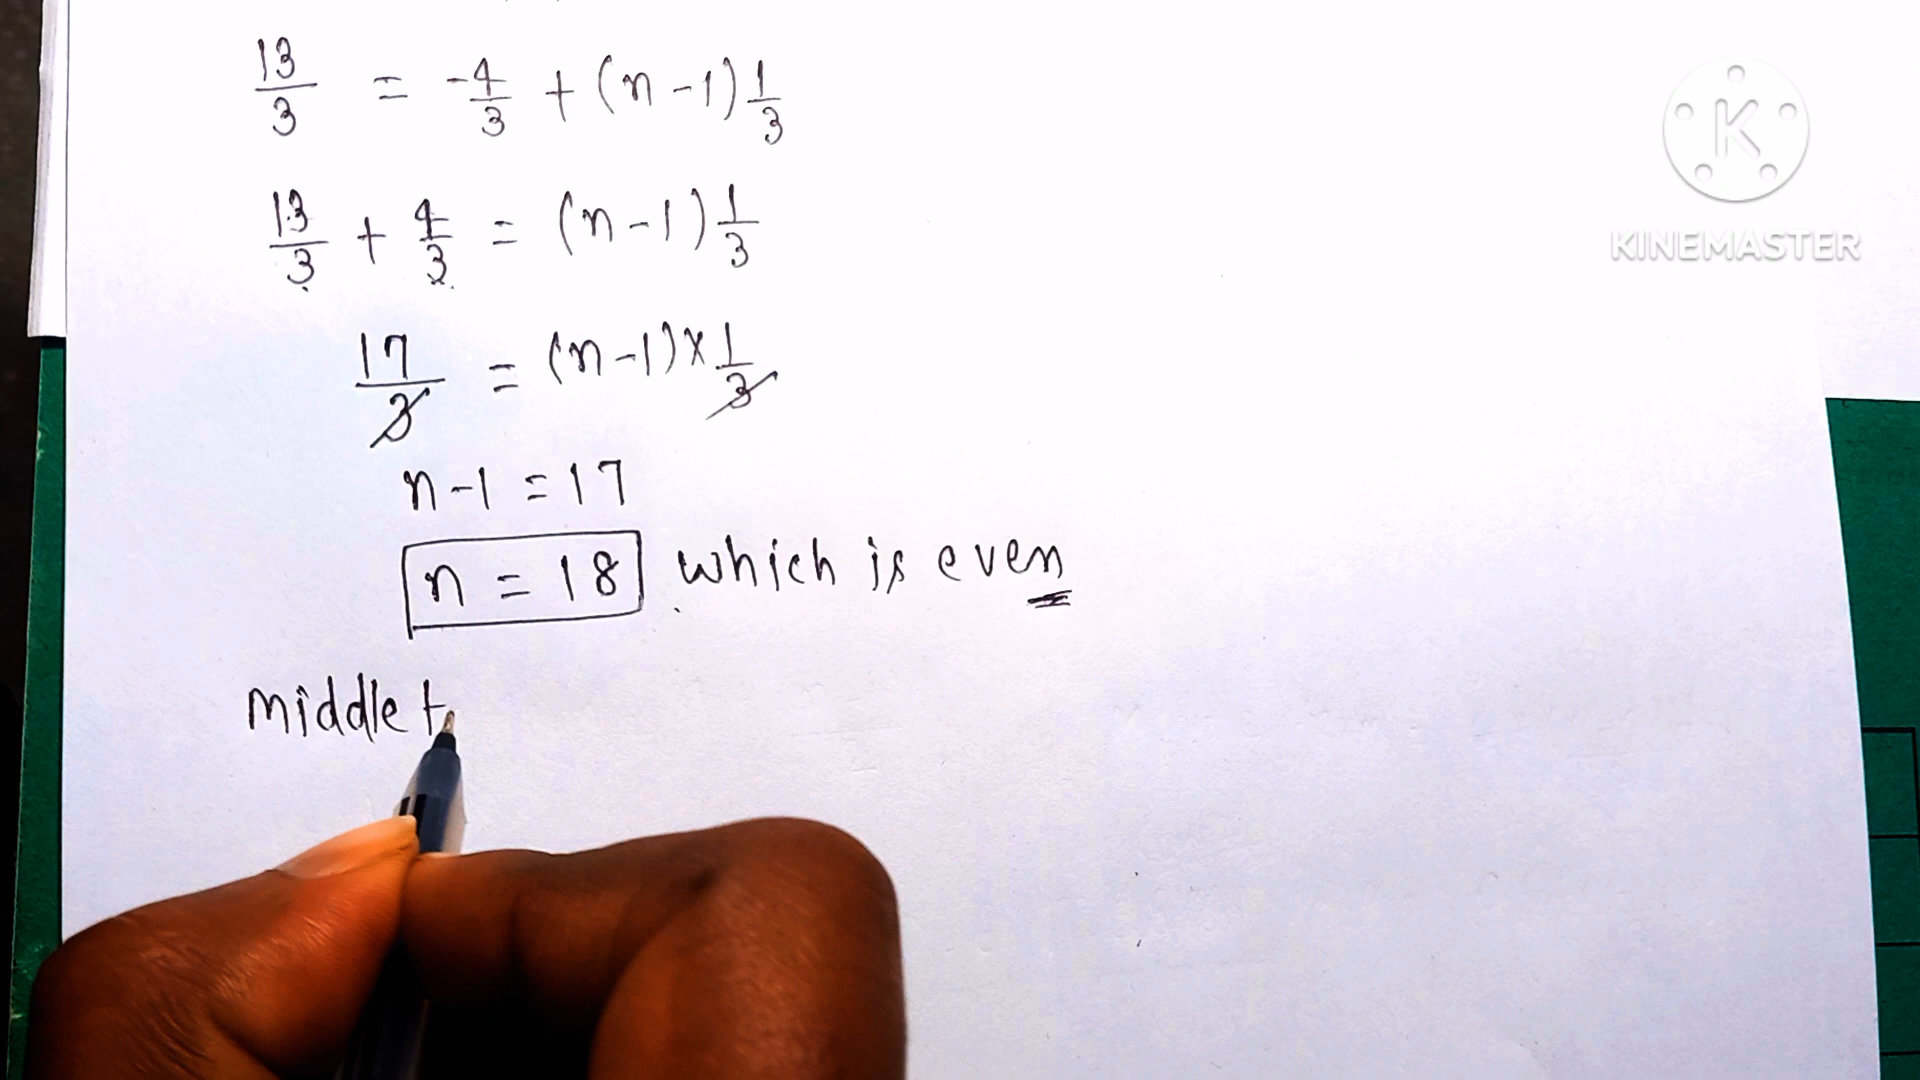 13/3 = -4/3 + (n-1) 1/3
13/3 + 4/3 = (n-1) 1/3
17/3 = (n-1) × 1/3
n-1 = 17
n = 18 which is even
middle t
K
KINEMASTER